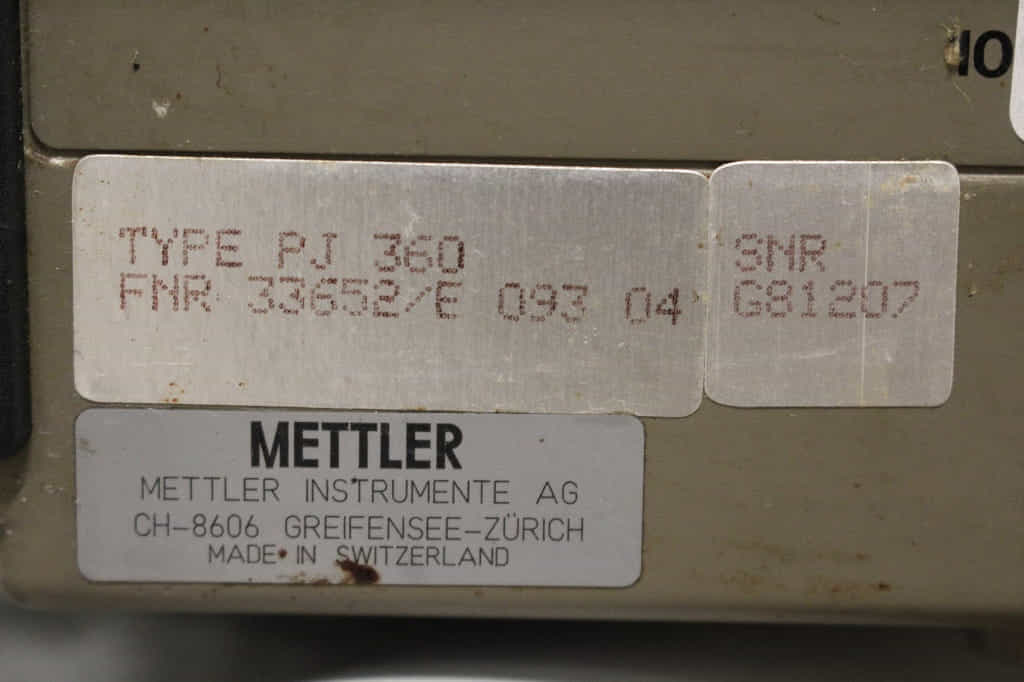 IO
TYPE PJ 360
FNR 33652/E 093 04
SNR
G81207
METTLER
METTLER INSTRUMENTE AG
CH-8606 GREIFENSEE-ZÜRICH
MADE IN SWITZERLAND